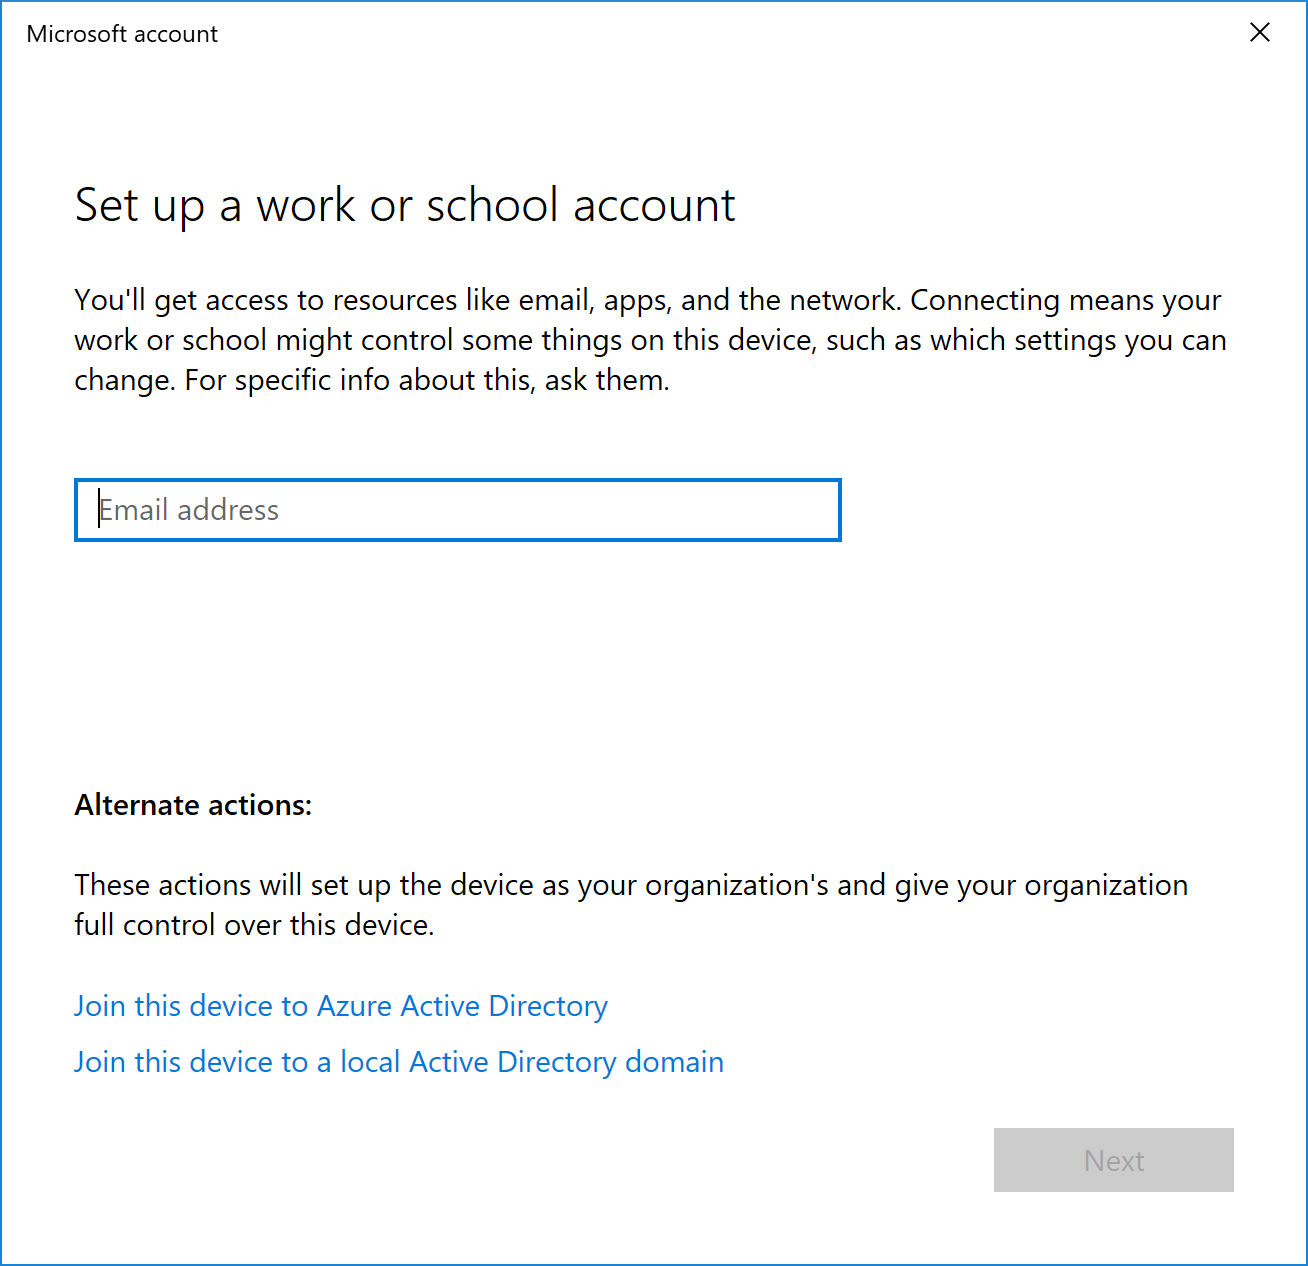 Microsoft account
Set up a work or school account
You'll get access to resources like email, apps, and the network. Connecting means your
work or school might control some things on this device, such as which settings you can
change. For specific info about this, ask them.
Email address
Alternate actions:
These actions will set up the device as your organization's and give your organization
full control over this device.
Join this device to Azure Active Directory
Join this device to a local Active Directory domain
Next